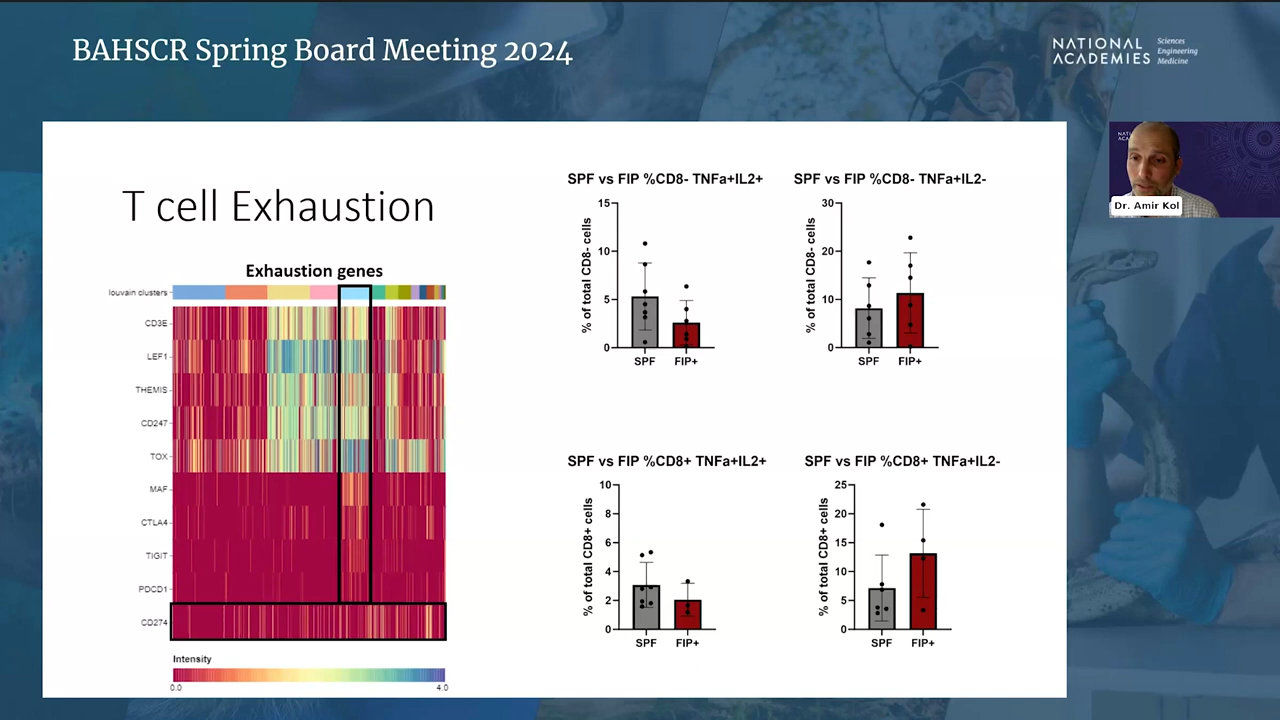 BAHSCR Spring Board Meeting 2024
NATIONAL ACADEMIES
Sciences
Engineering
Medicine
Dr. Amir Kol
T cell Exhaustion
Exhaustion genes
louvain clusters
CD3E
LEF1
THEMIS
CD247
TOX
MAF
CTLA4
TIGIT
PDCD1
CD274
Intensity
0.0 4.0
SPF vs FIP %CD8- TNFa+IL2+
% of total CD8- cells
15
10
5
0
SPF FIP+
SPF vs FIP %CD8- TNFa+IL2-
% of total CD8- cells
30
20
10
0
SPF FIP+
SPF vs FIP %CD8+ TNFa+IL2+
% of total CD8+ cells
10
8
6
4
2
0
SPF FIP+
SPF vs FIP %CD8+ TNFa+IL2-
% of total CD8+ cells
25
20
15
10
5
0
SPF FIP+